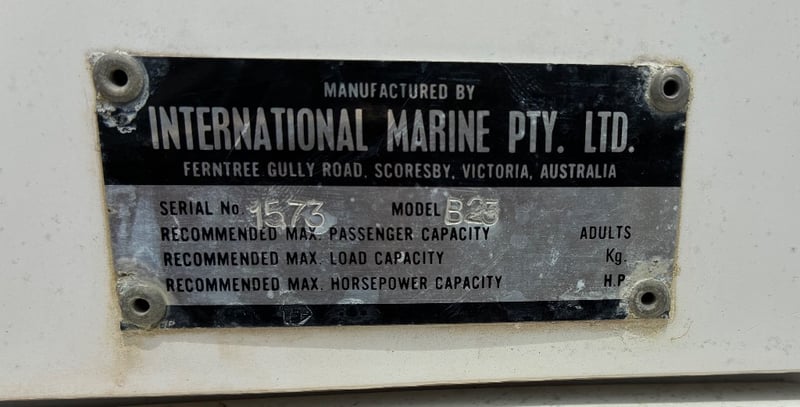 MANUFACTURED BY
INTERNATIONAL MARINE PTY. LTD.
FERNTREE GULLY ROAD, SCORESBY, VICTORIA, AUSTRALIA
SERIAL No. 1573 MODEL B23
RECOMMENDED MAX. PASSENGER CAPACITY ADULTS
RECOMMENDED MAX. LOAD CAPACITY Kg.
RECOMMENDED MAX. HORSEPOWER CAPACITY H.P.